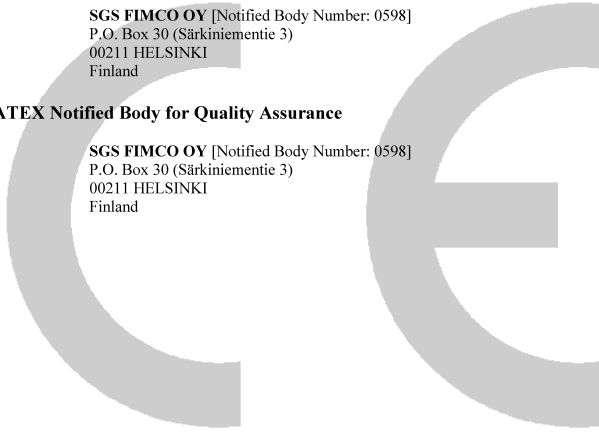 SGS FIMCO OY [Notified Body Number: 0598]
P.O. Box 30 (Särkiniementie 3)
00211 HELSINKI
Finland
ATEX Notified Body for Quality Assurance
SGS FIMCO OY [Notified Body Number: 0598]
P.O. Box 30 (Särkiniementie 3)
00211 HELSINKI
Finland